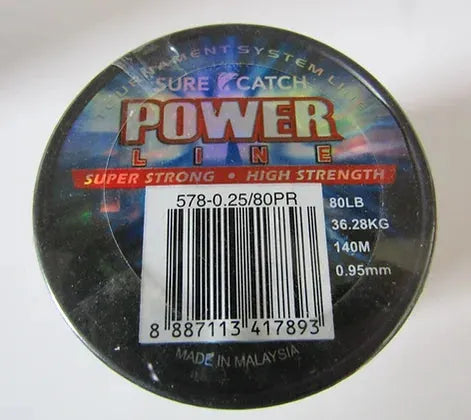 TOURNAMENT SYSTEM LINE
SURE CATCH
POWER
LINE
SUPER STRONG • HIGH STRENGTH
578-0.25/80PR
80LB
36.28KG
140M
0.95mm
8 887113 417893
MADE IN MALAYSIA